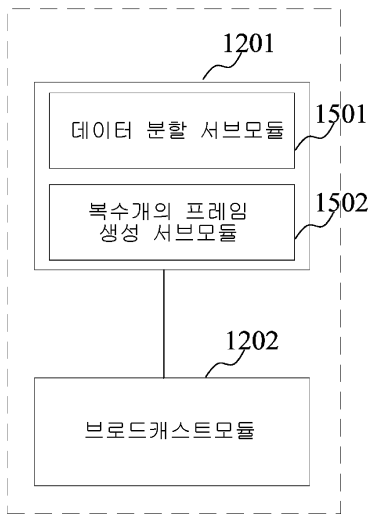 1201
데이터 분할 서브모듈
1501
복수개의 프레임
생성 서브모듈
1502
1202
브로드캐스트모듈